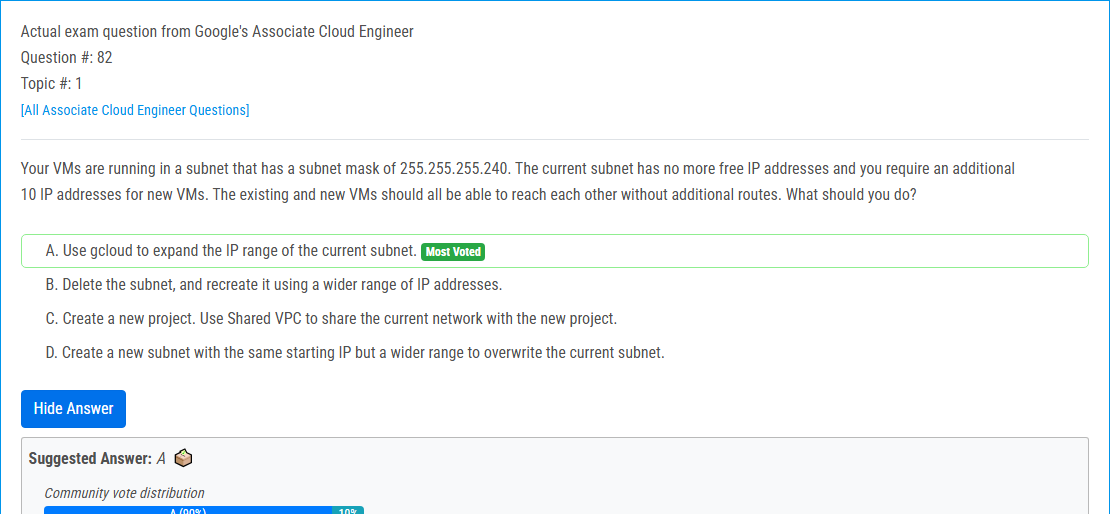 Actual exam question from Google's Associate Cloud Engineer
Question #: 82
Topic #: 1
[All Associate Cloud Engineer Questions]
Your VMs are running in a subnet that has a subnet mask of 255.255.255.240. The current subnet has no more free IP addresses and you require an additional
10 IP addresses for new VMs. The existing and new VMs should all be able to reach each other without additional routes. What should you do?
A. Use gcloud to expand the IP range of the current subnet. Most Voted
B. Delete the subnet, and recreate it using a wider range of IP addresses.
C. Create a new project. Use Shared VPC to share the current network with the new project.
D. Create a new subnet with the same starting IP but a wider range to overwrite the current subnet.
Hide Answer
Suggested Answer: A
Community vote distribution
A (90%) 10%